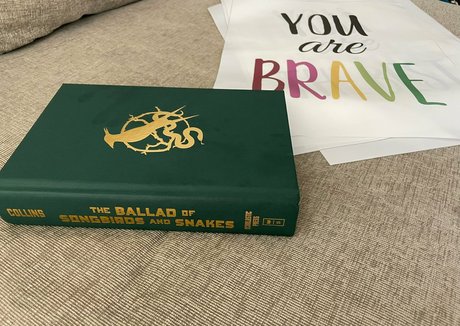 YOU
are
BRAVE
COLLINS
THE BALLAD OF
SONGBIRDS AND SNAKES
SCHOLASTIC
PRESS